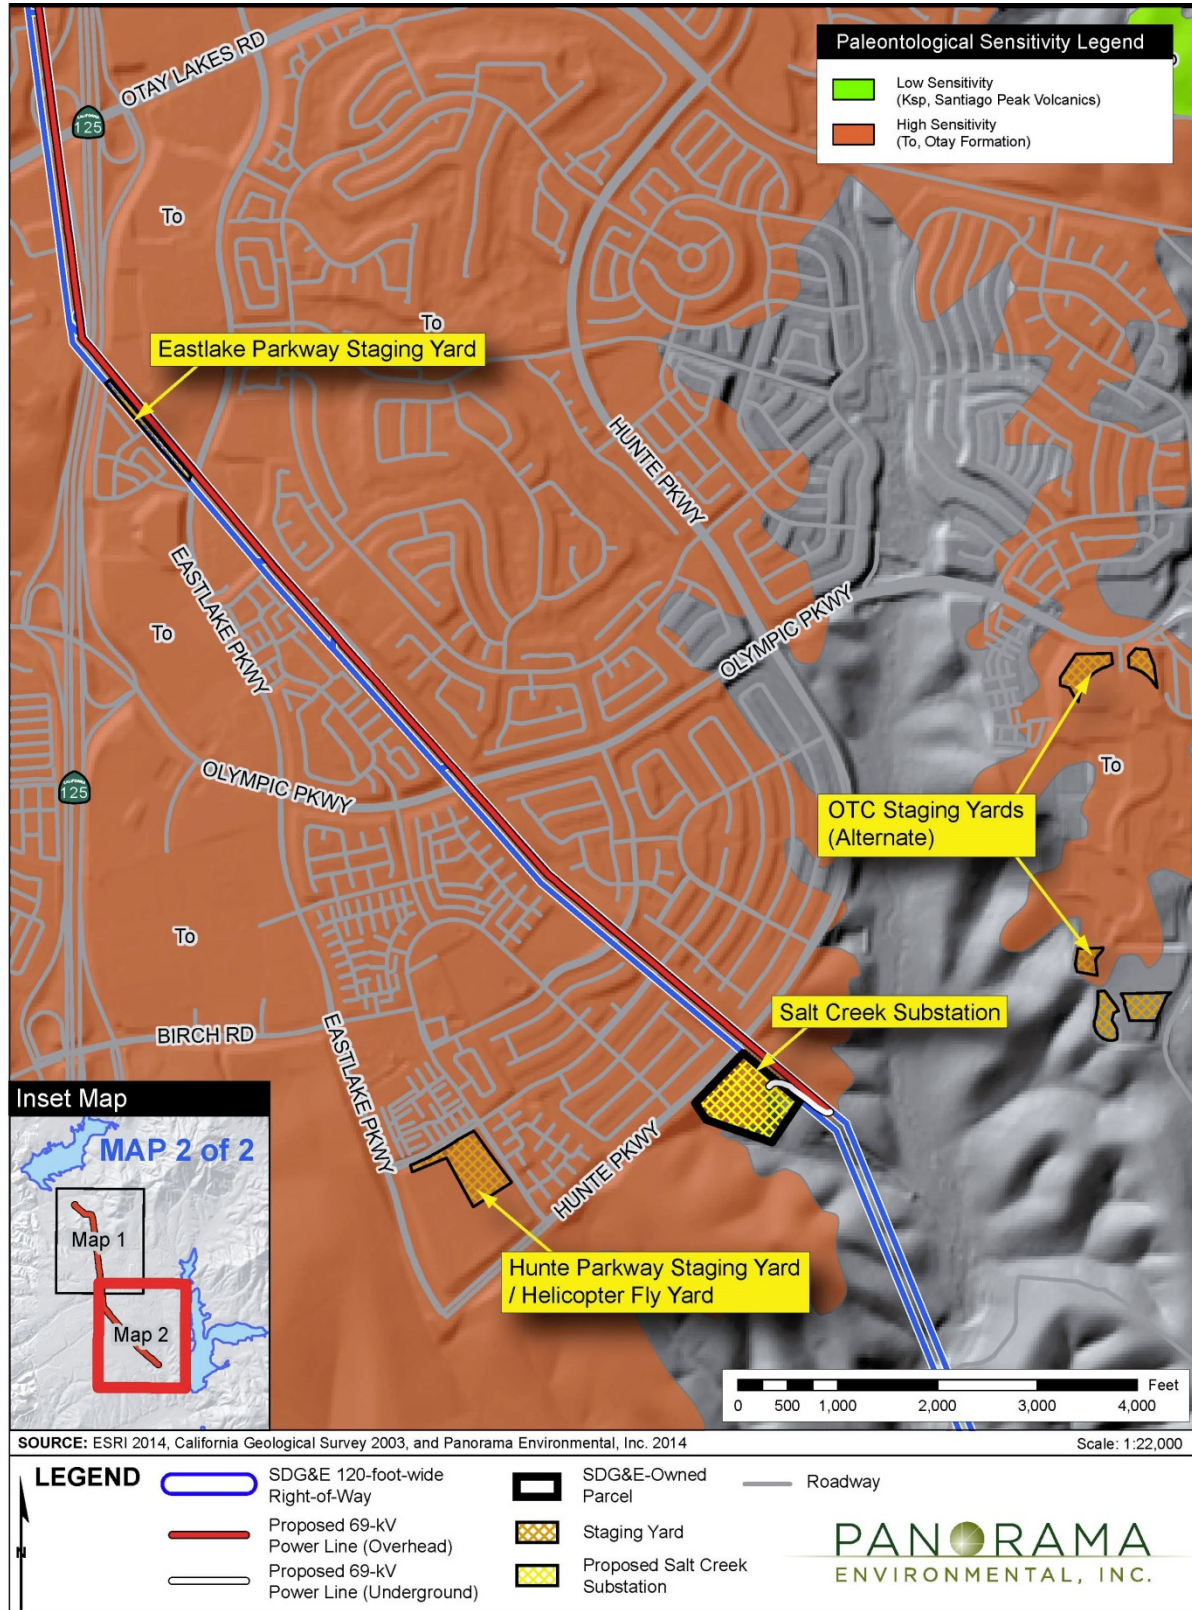 Paleontological Sensitivity Legend
Low Sensitivity
(Ksp, Santiago Peak Volcanics)
High Sensitivity
(To, Otay Formation)
OTAY LAKES RD
CALIFORNIA
125
To
To
Eastlake Parkway Staging Yard
HUNTE PKWY
EASTLAKE PKWY
To
OLYMPIC PKWY
OLYMPIC PKWY
CALIFORNIA
125
To
OTC Staging Yards
(Alternate)
To
Salt Creek Substation
BIRCH RD
EASTLAKE PKWY
HUNTE PKWY
Hunte Parkway Staging Yard
/ Helicopter Fly Yard
Inset Map
MAP 2 of 2
Map 1
Map 2
Feet
0 500 1,000 2,000 3,000 4,000
SOURCE: ESRI 2014, California Geological Survey 2003, and Panorama Environmental, Inc. 2014
Scale: 1:22,000
LEGEND
N
SDG&E 120-foot-wide
Right-of-Way
Proposed 69-kV
Power Line (Overhead)
Proposed 69-kV
Power Line (Underground)
SDG&E-Owned
Parcel
Staging Yard
Proposed Salt Creek
Substation
Roadway
PANORAMA
ENVIRONMENTAL, INC.